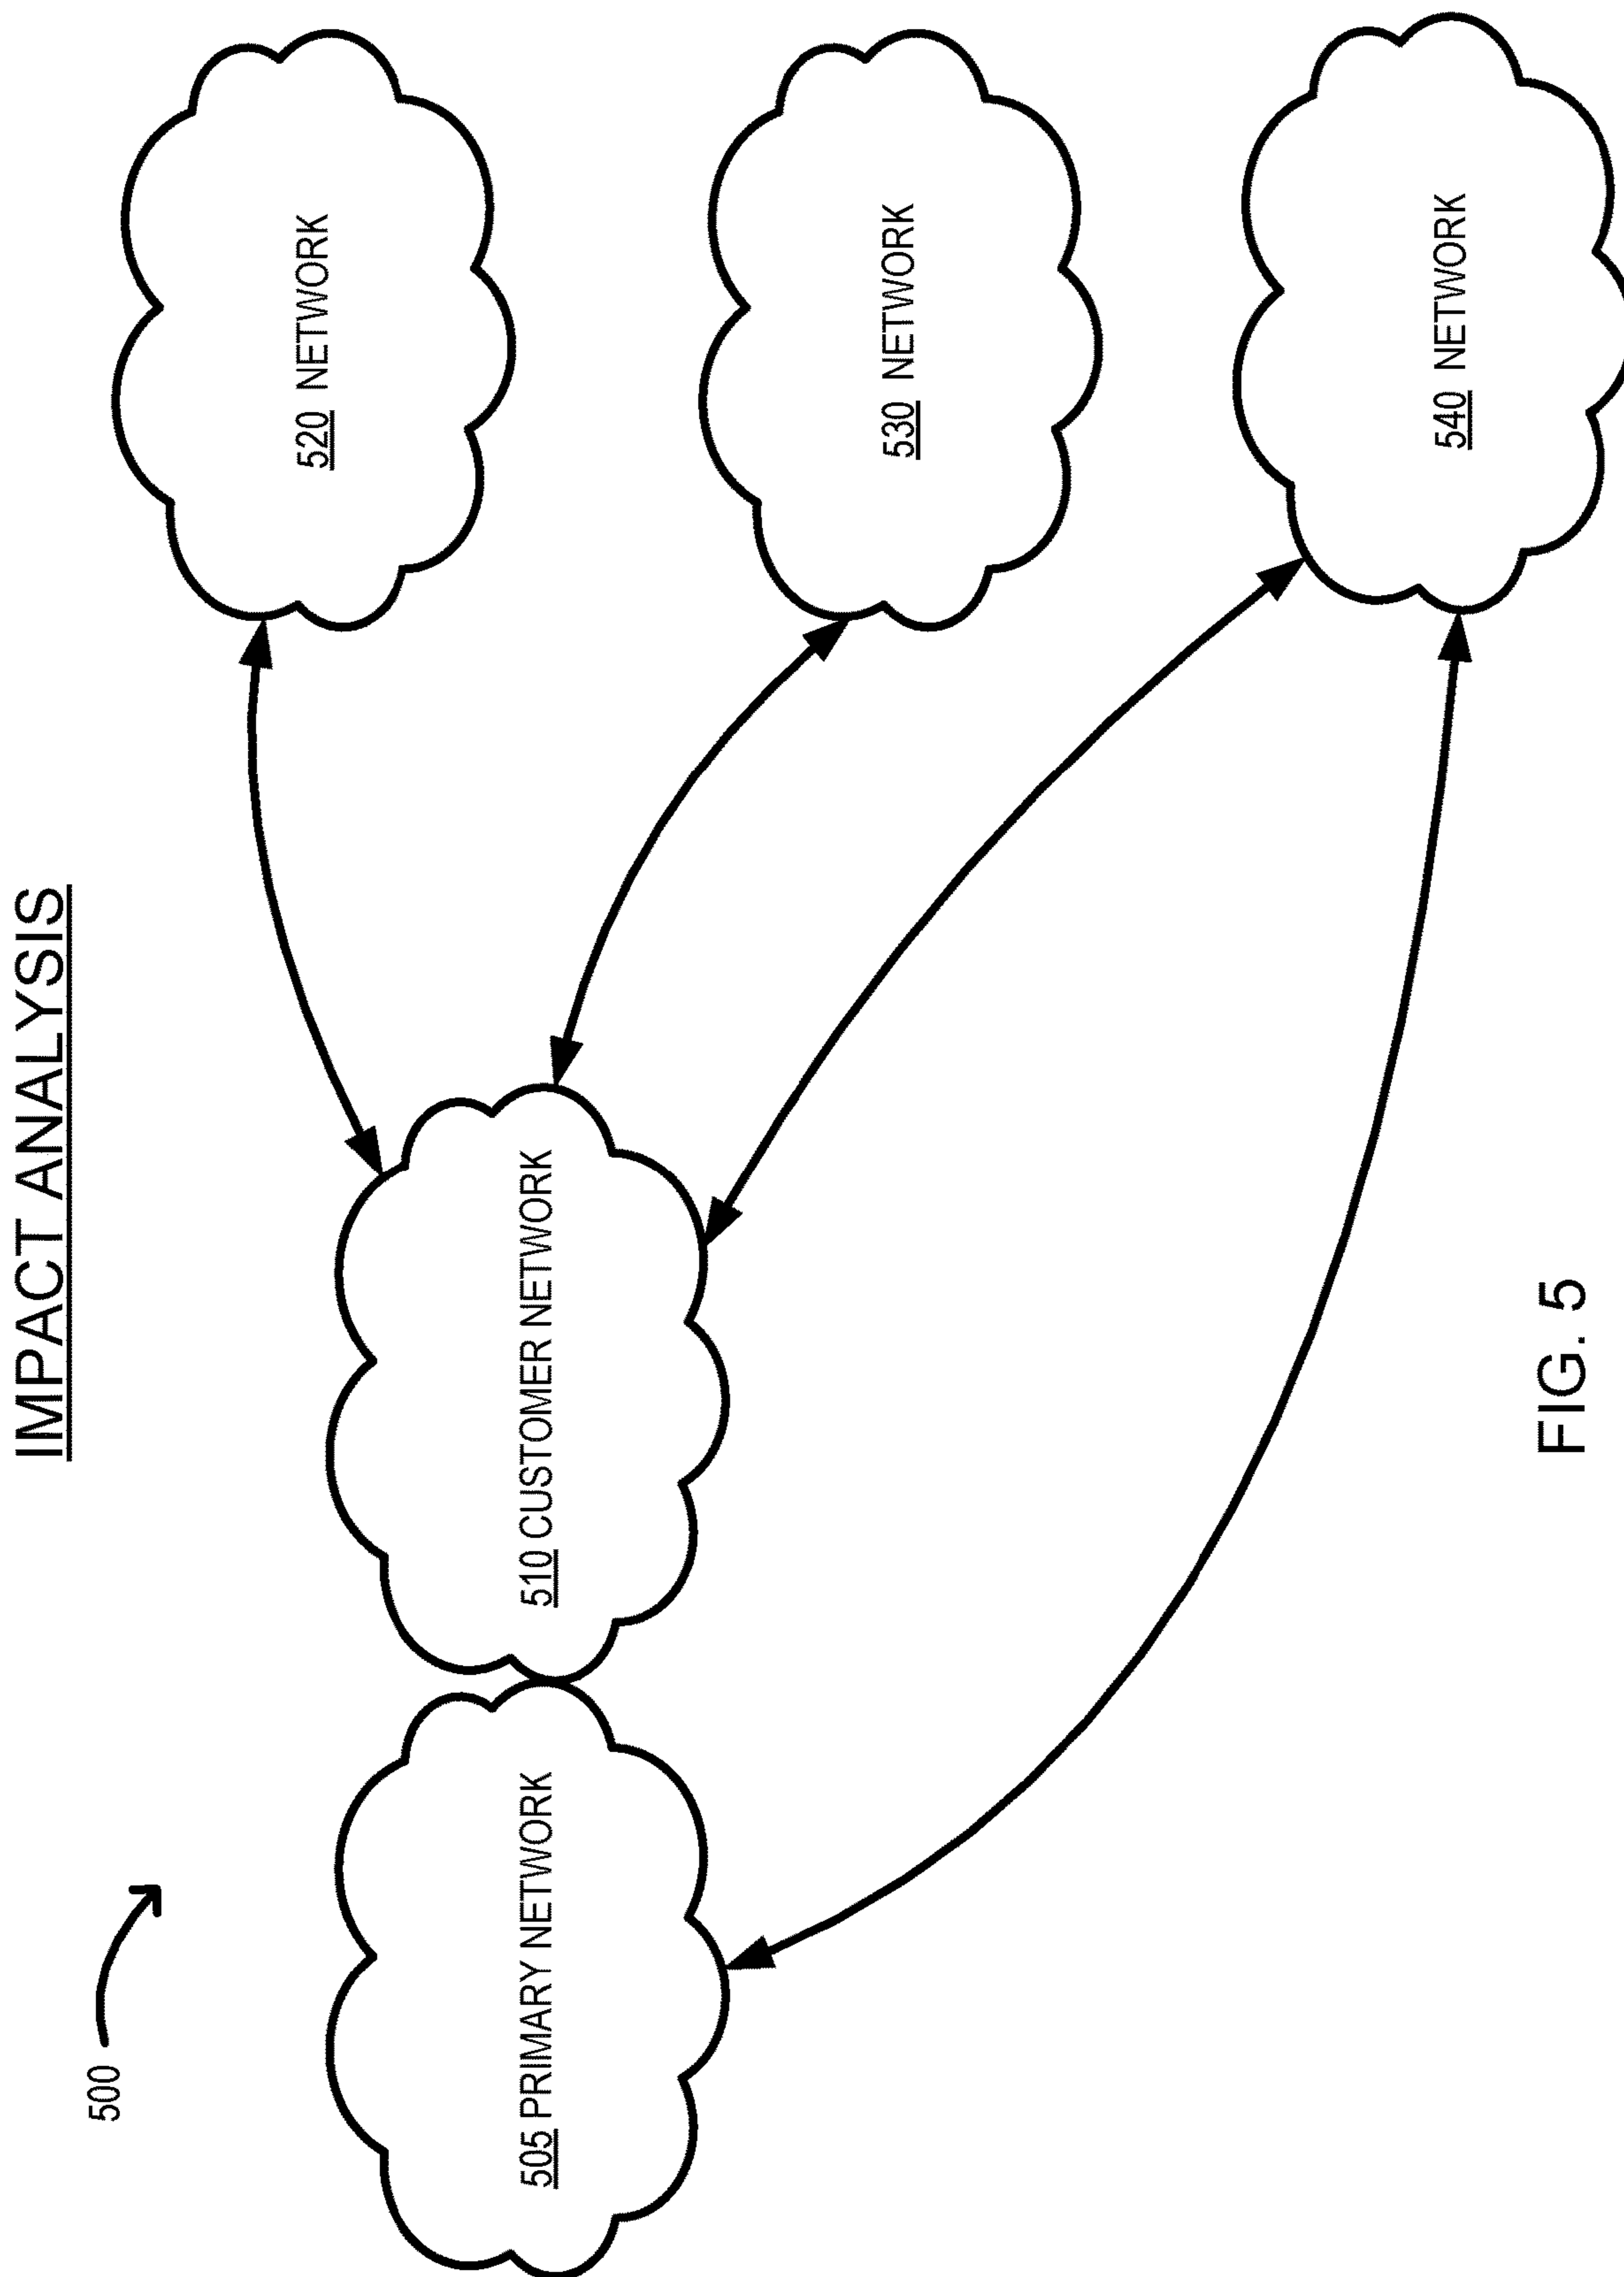 IMPACT ANALYSIS
500
505 PRIMARY NETWORK
510 CUSTOMER NETWORK
520 NETWORK
530 NETWORK
540 NETWORK
FIG. 5